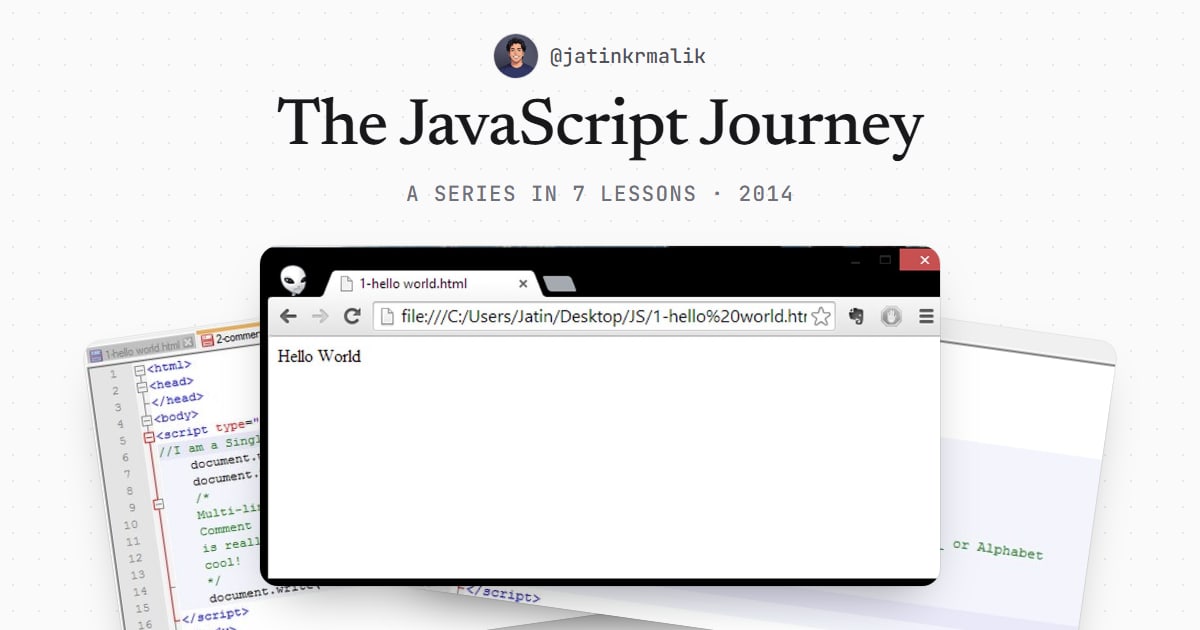 @jatinkrmalik
The JavaScript Journey
A SERIES IN 7 LESSONS · 2014
1-hello world.html
file:///C:/Users/Jatin/Desktop/JS/1-hello%20world.htr
Hello World
1-hello world.html 2-commen
1 <html>
2 <head>
3 </head>
4 <body>
5 <script type="
6 //I am a Singl
7 document.w
8 document.
9 /*
10 Multi-li
11 Comment
12 is reall
13 cool!
14 */
15 document.write(
16 </script>
or Alphabet
</script>